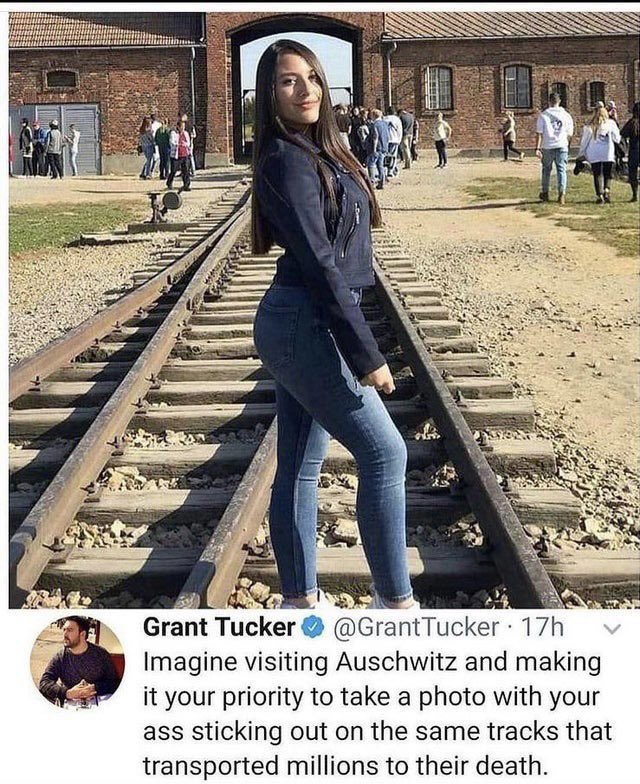 Grant Tucker @GrantTucker · 17h
Imagine visiting Auschwitz and making
it your priority to take a photo with your
ass sticking out on the same tracks that
transported millions to their death.